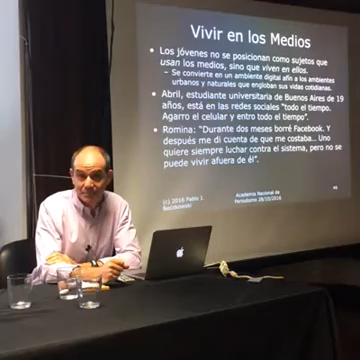 Vivir en los Medios
• Los jóvenes no se posicionan como sujetos que
usan los medios, sino que viven en ellos.
– Se convierte en un ambiente digital afín a los ambientes
urbanos y naturales que engloban sus vidas cotidianas.
• Abril, estudiante universitaria de Buenos Aires de 19
años, está en las redes sociales “todo el tiempo.
Agarro el celular y entro todo el tiempo”.
• Romina: “Durante dos meses borré Facebook. Y
después me di cuenta de que me costaba... Uno
quiere siempre luchar contra el sistema, pero no se
puede vivir afuera de él”.
(c) 2016 Pablo J.
Boczkowski
Academia Nacional de
Periodismo 28/10/2016